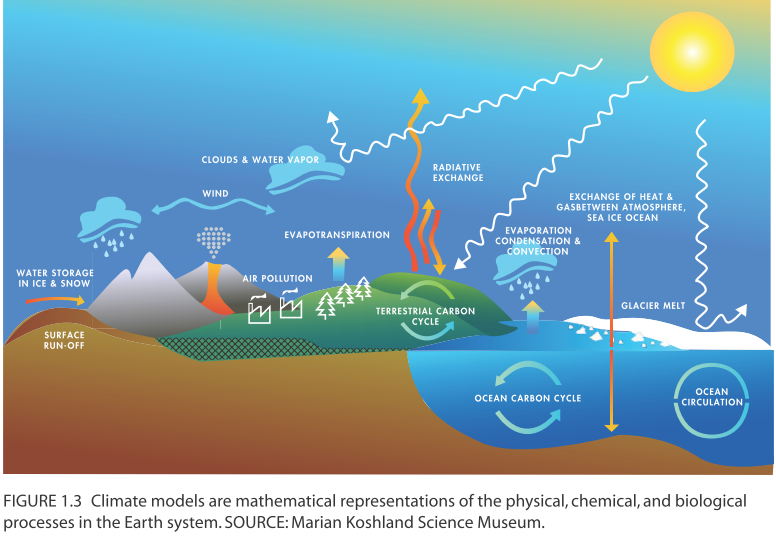 CLOUDS & WATER VAPOR
WIND
RADIATIVE
EXCHANGE
EXCHANGE OF HEAT &
GASBETWEEN ATMOSPHERE,
SEA ICE OCEAN
EVAPOTRANSPIRATION
EVAPORATION
CONDENSATION &
CONVECTION
WATER STORAGE
IN ICE & SNOW
AIR POLLUTION
TERRESTRIAL CARBON
CYCLE
GLACIER MELT
SURFACE
RUN-OFF
OCEAN CARBON CYCLE
OCEAN
CIRCULATION
FIGURE 1.3 Climate models are mathematical representations of the physical, chemical, and biological
processes in the Earth system. SOURCE: Marian Koshland Science Museum.